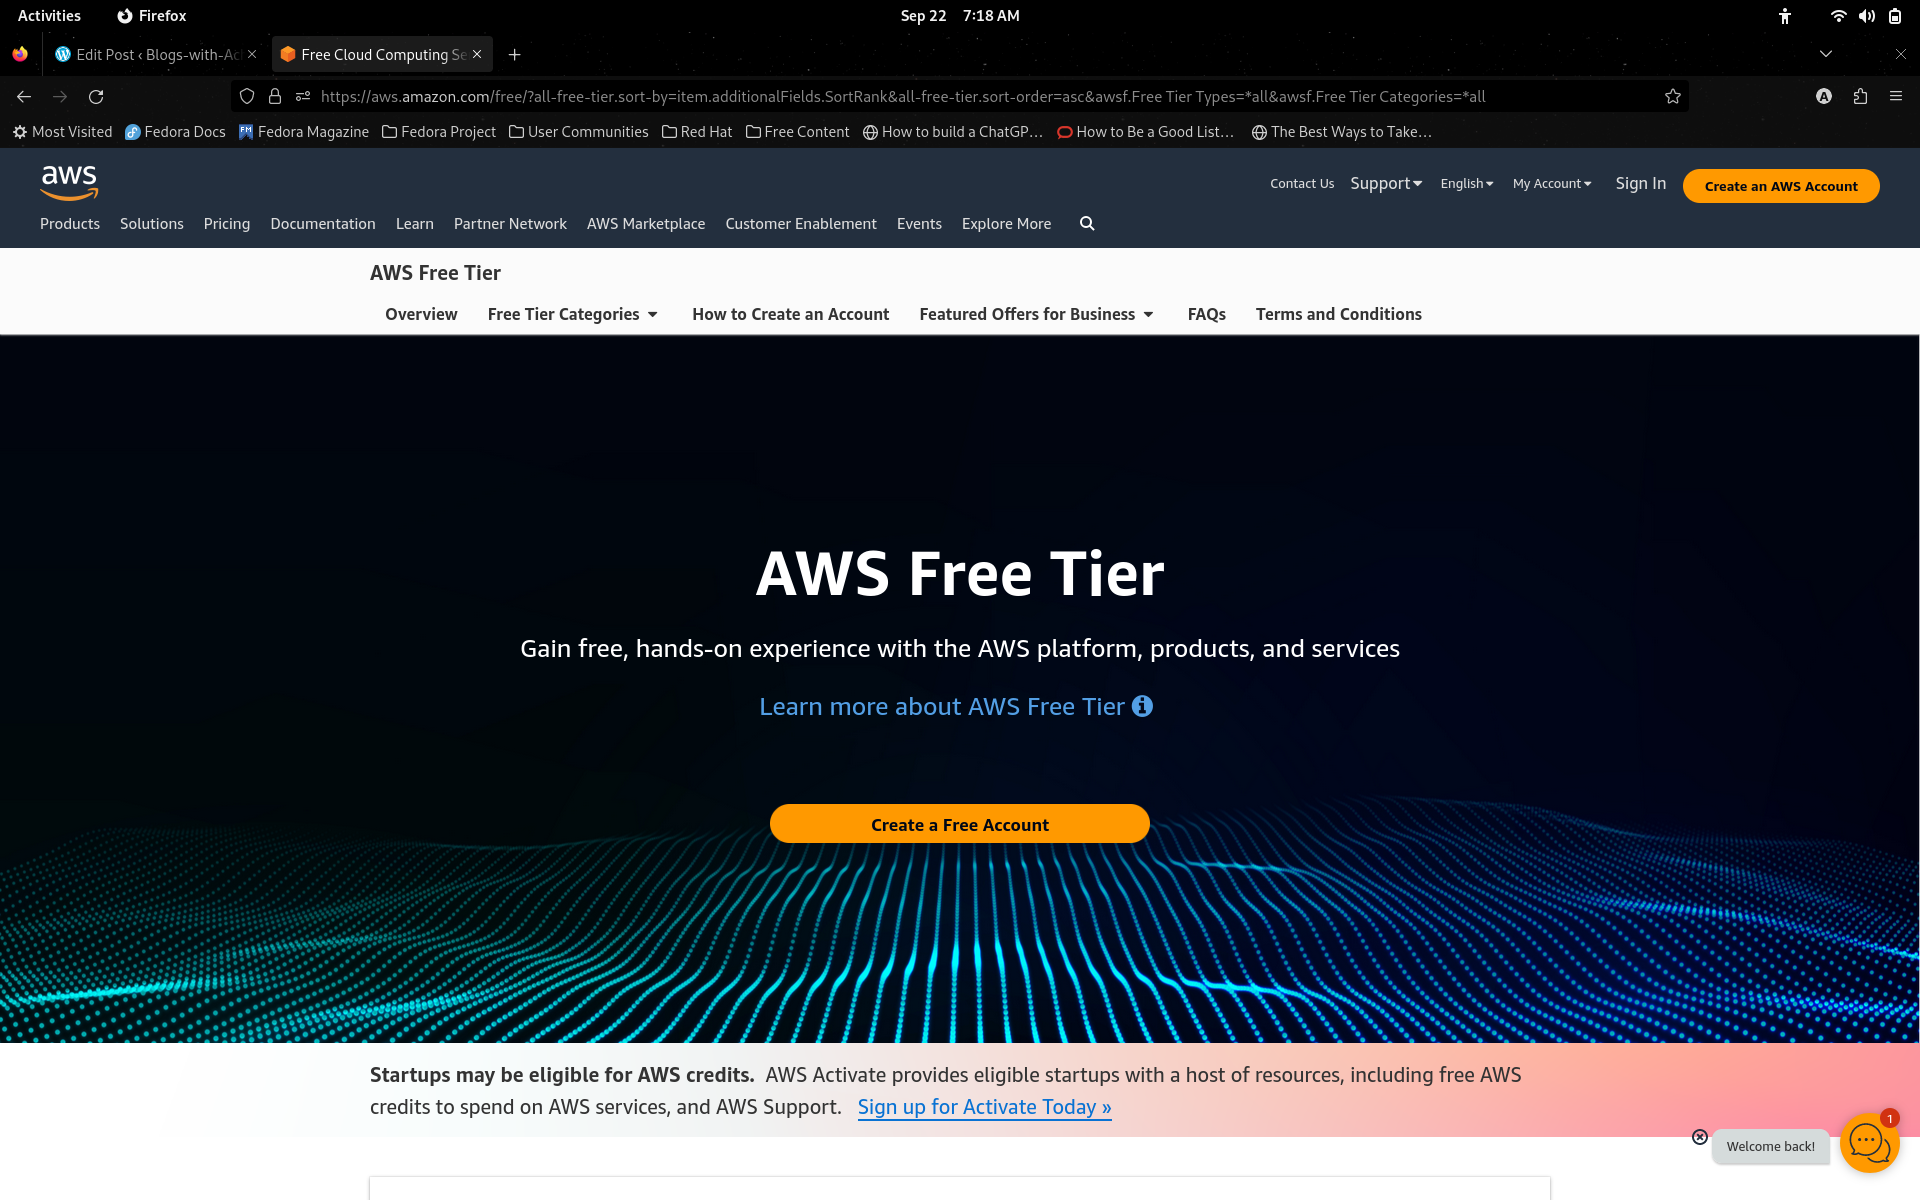 Activities Firefox Sep 22 7:18 AM
Edit Post ‹ Blogs-with-Ac Free Cloud Computing Se
https://aws.amazon.com/free/?all-free-tier.sort-by=item.additionalFields.SortRank&all-free-tier.sort-order=asc&awsf.Free Tier Types=*all&awsf.Free Tier Categories=*all A
Most Visited Fedora Docs FM Fedora Magazine Fedora Project User Communities Red Hat Free Content How to build a ChatGP… How to Be a Good List… The Best Ways to Take…
aws
Contact Us Support English My Account Sign In Create an AWS Account
Products Solutions Pricing Documentation Learn Partner Network AWS Marketplace Customer Enablement Events Explore More
AWS Free Tier
Overview Free Tier Categories How to Create an Account Featured Offers for Business FAQs Terms and Conditions
AWS Free Tier
Gain free, hands-on experience with the AWS platform, products, and services
Learn more about AWS Free Tier
Create a Free Account
Startups may be eligible for AWS credits. AWS Activate provides eligible startups with a host of resources, including free AWS
credits to spend on AWS services, and AWS Support. Sign up for Activate Today »
1
Welcome back!